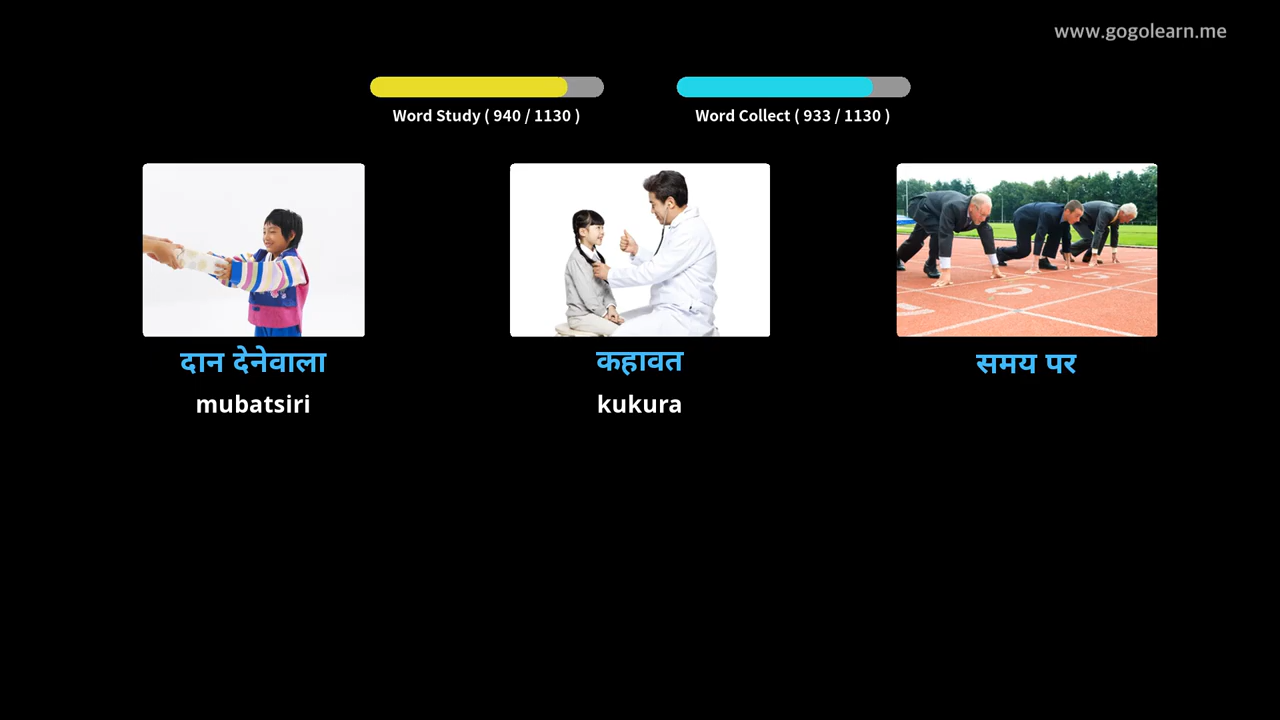 www.gogolearn.me
Word Study ( 940 / 1130 )
Word Collect ( 933 / 1130 )
दान देनेवाला
कहावत
समय पर
mubatsiri
kukura